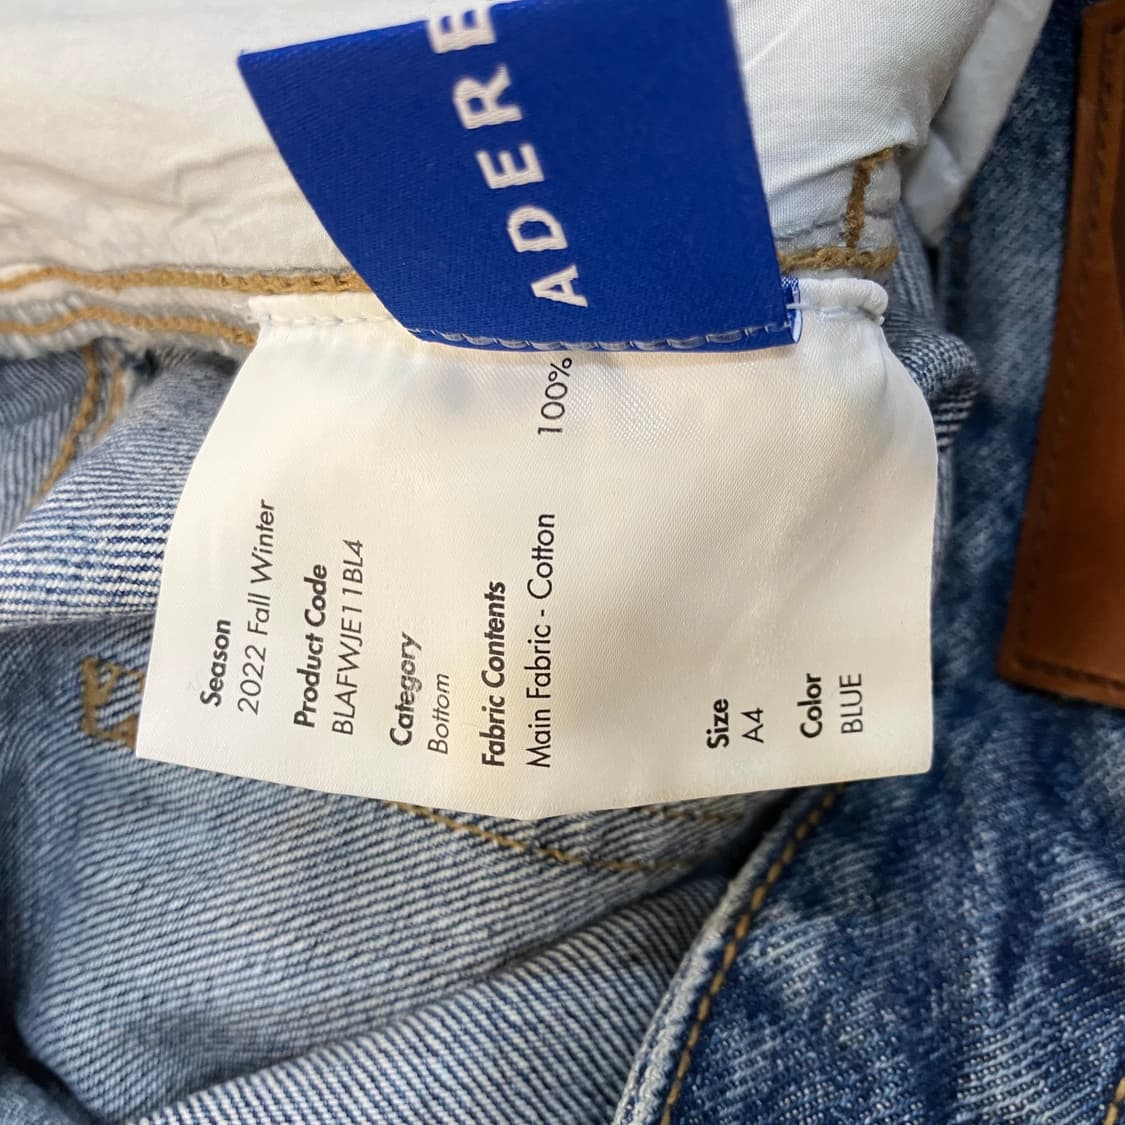 ADERE
Season
2022 Fall Winter
Product Code
BLAFWJE11BL4
Category
Bottom
Fabric Contents
Main Fabric - Cotton 100%
Size
A4
Color
BLUE